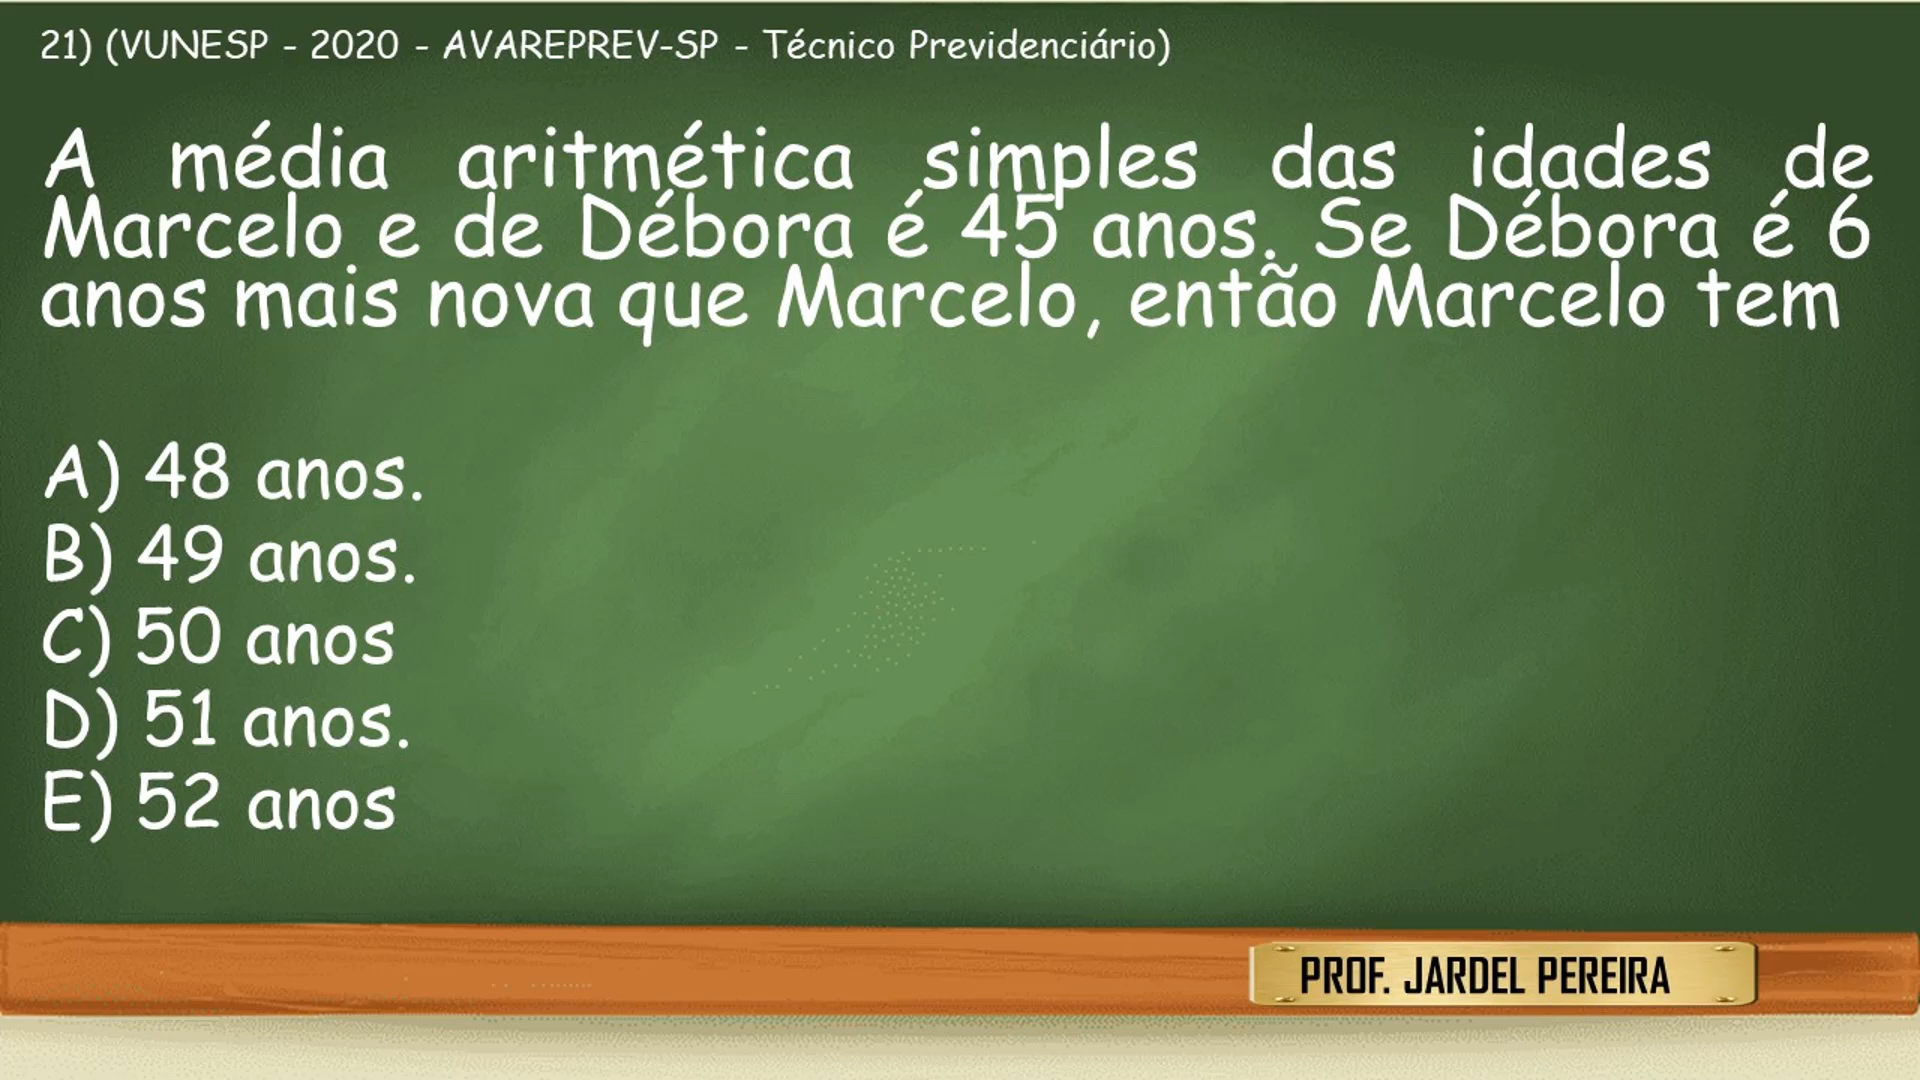 21) (VUNESP - 2020 - AVAREPREV-SP - Técnico Previdenciário)
A média aritmética simples das idades de
Marcelo e de Débora é 45 anos. Se Débora é 6
anos mais nova que Marcelo, então Marcelo tem
A) 48 anos.
B) 49 anos.
C) 50 anos
D) 51 anos.
E) 52 anos
PROF. JARDEL PEREIRA